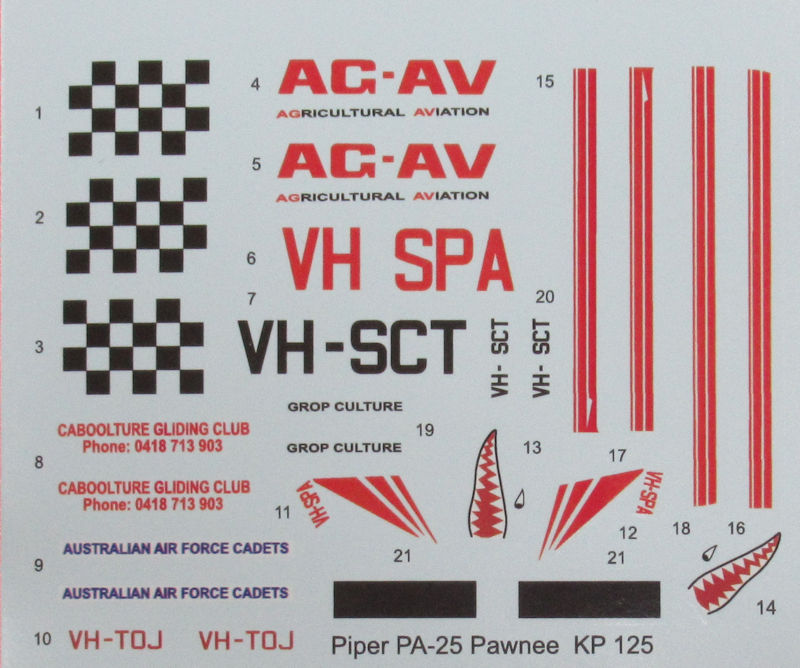 1
4
AG-AV
AGRICULTURAL AVIATION
15
5
AG-AV
AGRICULTURAL AVIATION
2
6
VH SPA
7
20
3
VH-SCT
VH- SCT
VH- SCT
GROP CULTURE
19
GROP CULTURE
13
17
8
CABOOLTURE GLIDING CLUB
Phone: 0418 713 903
CABOOLTURE GLIDING CLUB
Phone: 0418 713 903
11
VH-SPA
VH-SPA
12
18
16
9
AUSTRALIAN AIR FORCE CADETS
21
21
AUSTRALIAN AIR FORCE CADETS
14
10
VH-TOJ
VH-TOJ
Piper PA-25 Pawnee KP 125